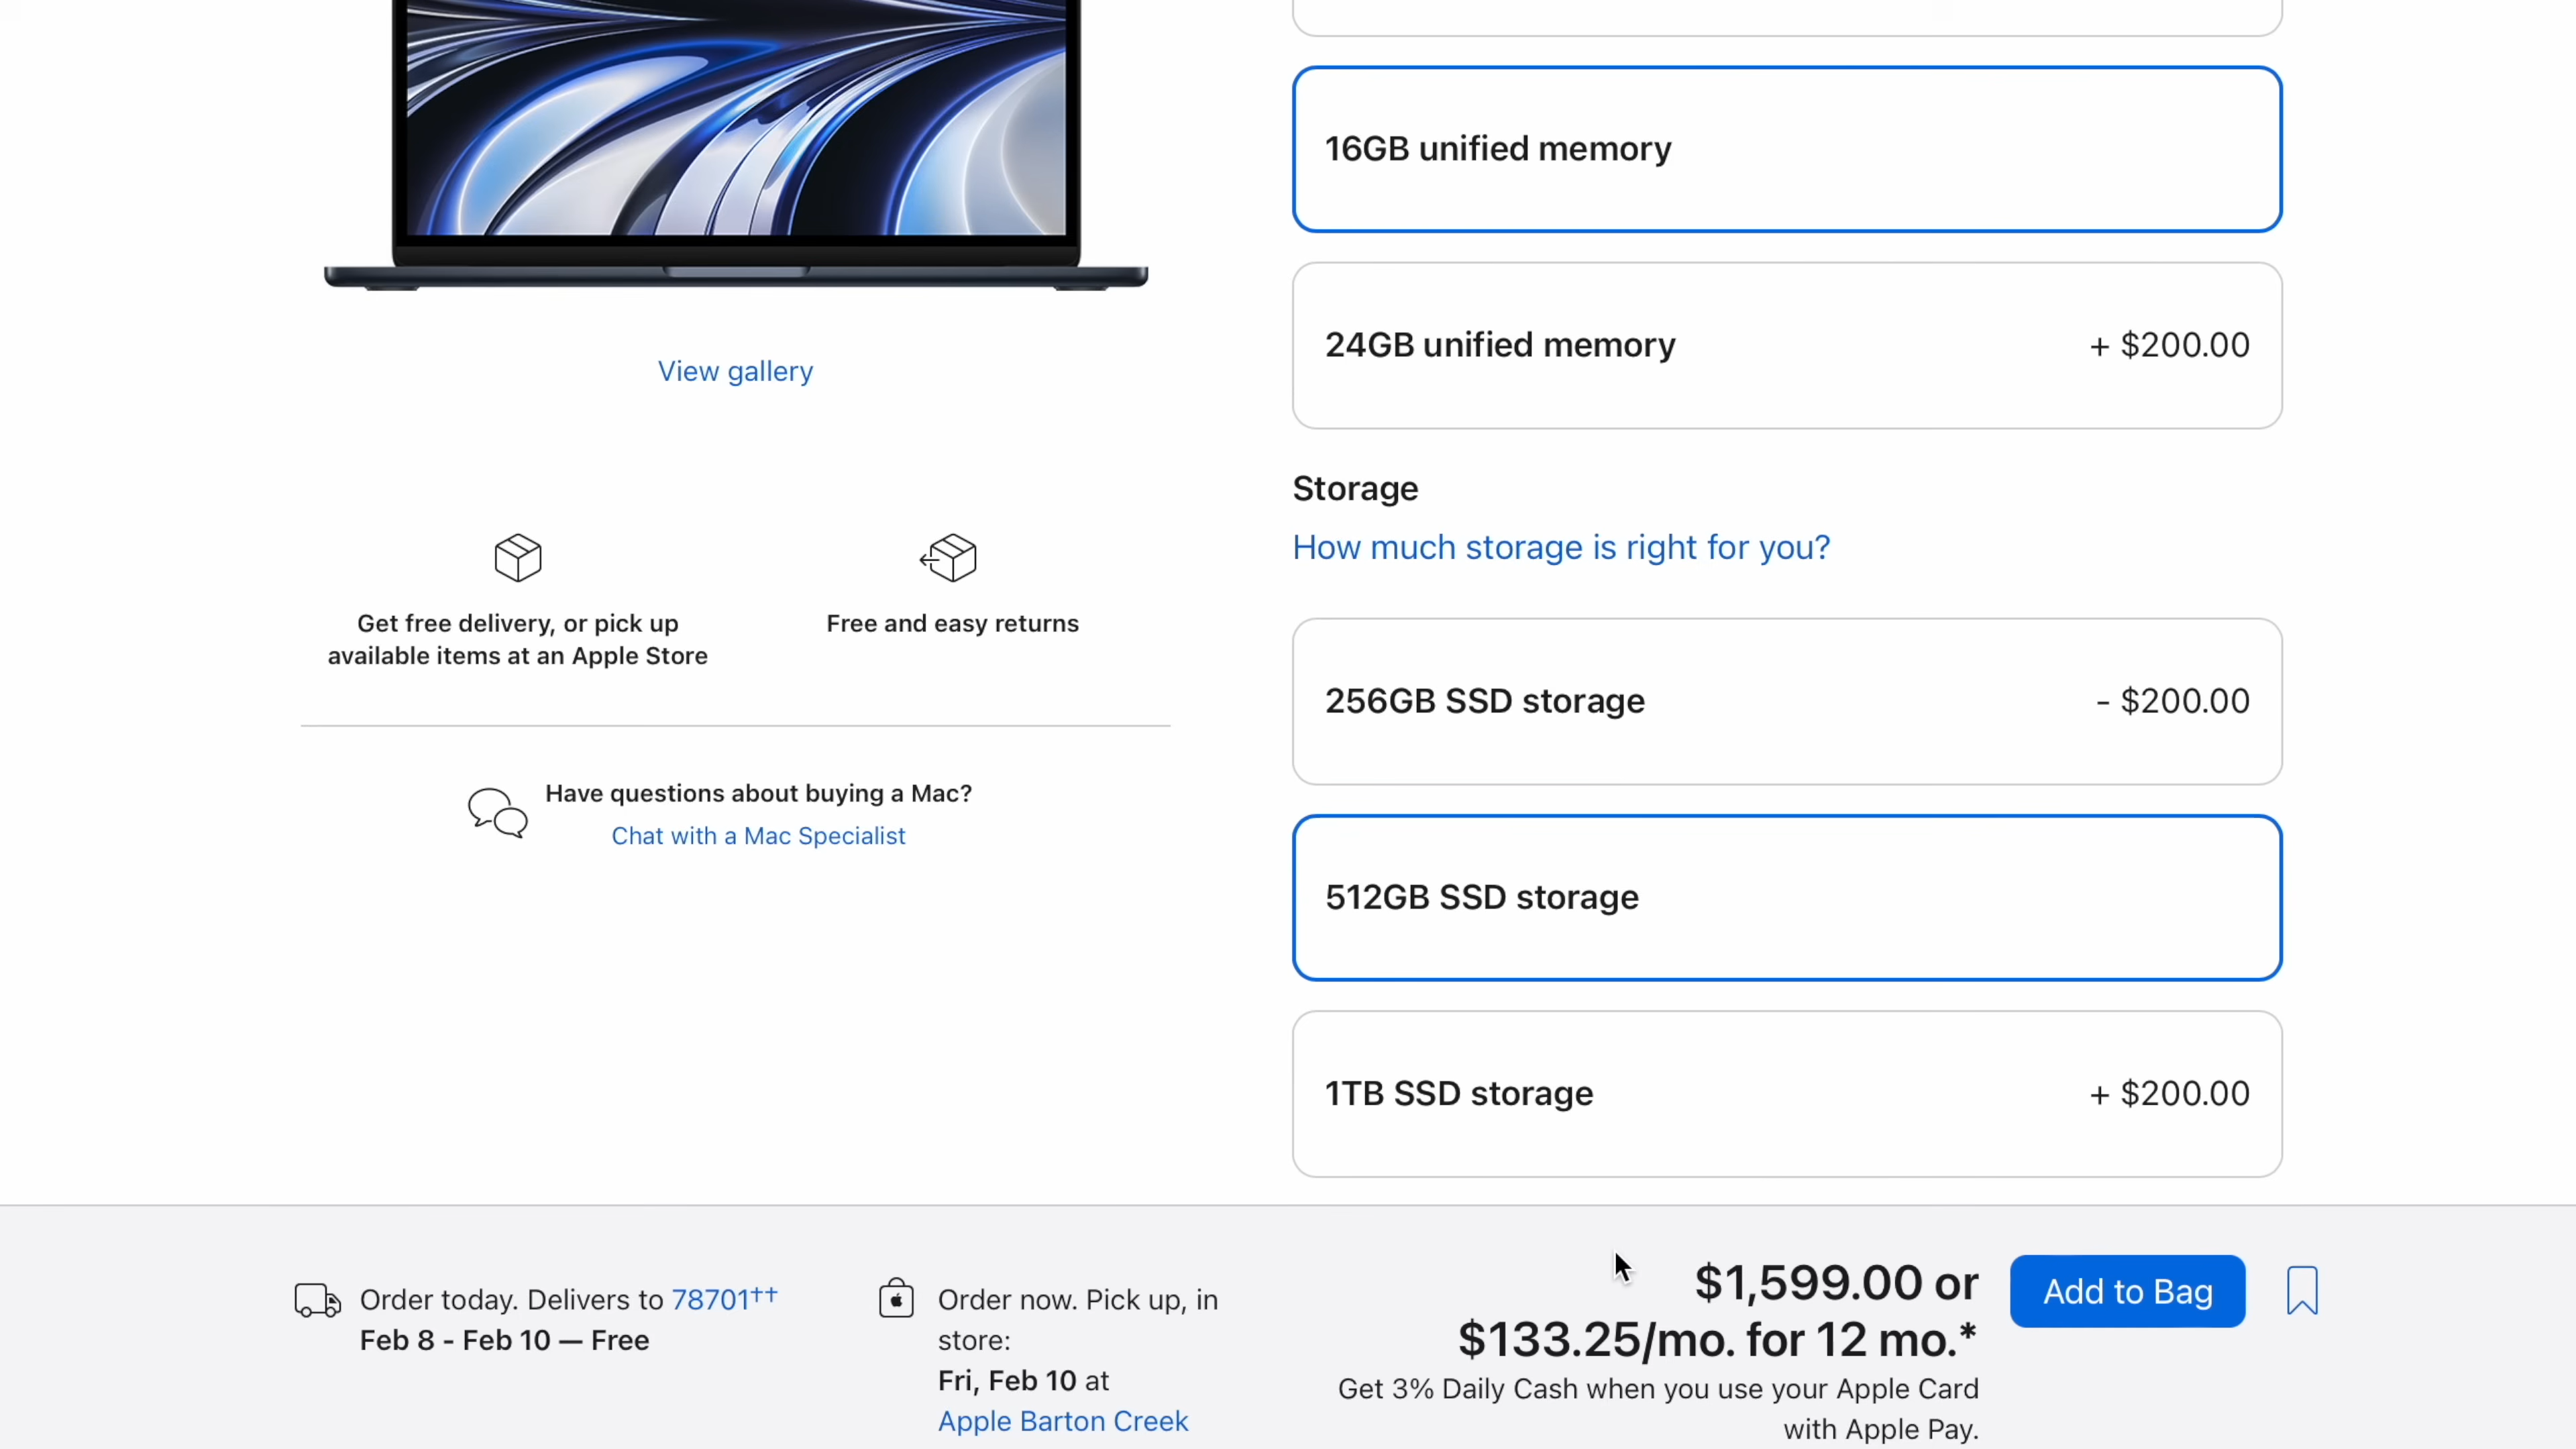 View gallery
Get free delivery, or pick up
available items at an Apple Store
Free and easy returns
Have questions about buying a Mac?
Chat with a Mac Specialist
16GB unified memory
24GB unified memory + $200.00
Storage
How much storage is right for you?
256GB SSD storage - $200.00
512GB SSD storage
1TB SSD storage + $200.00
Order today. Delivers to 78701††
Feb 8 - Feb 10 — Free
Order now. Pick up, in
store:
Fri, Feb 10 at
Apple Barton Creek
$1,599.00 or
$133.25/mo. for 12 mo.*
Get 3% Daily Cash when you use your Apple Card
with Apple Pay.
Add to Bag